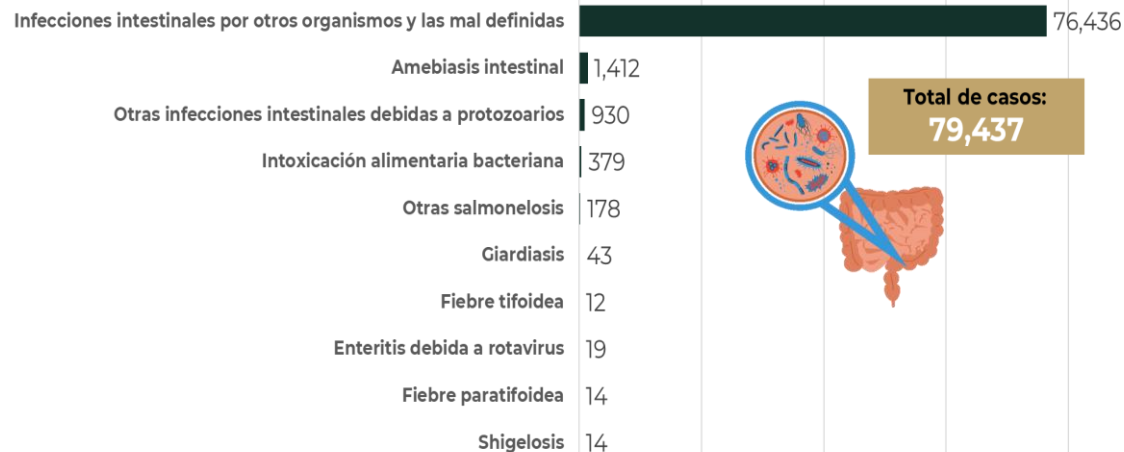 Infecciones intestinales por otros organismos y las mal definidas 76,436
Amebiasis intestinal 1,412
Total de casos:
Otras infecciones intestinales debidas a protozoarios 930
79,437
Intoxicación alimentaria bacteriana 379
Otras salmonelosis 178
Giardiasis 43
Fiebre tifoidea 12
Enteritis debida a rotavirus 19
Fiebre paratifoidea 14
Shigelosis 14